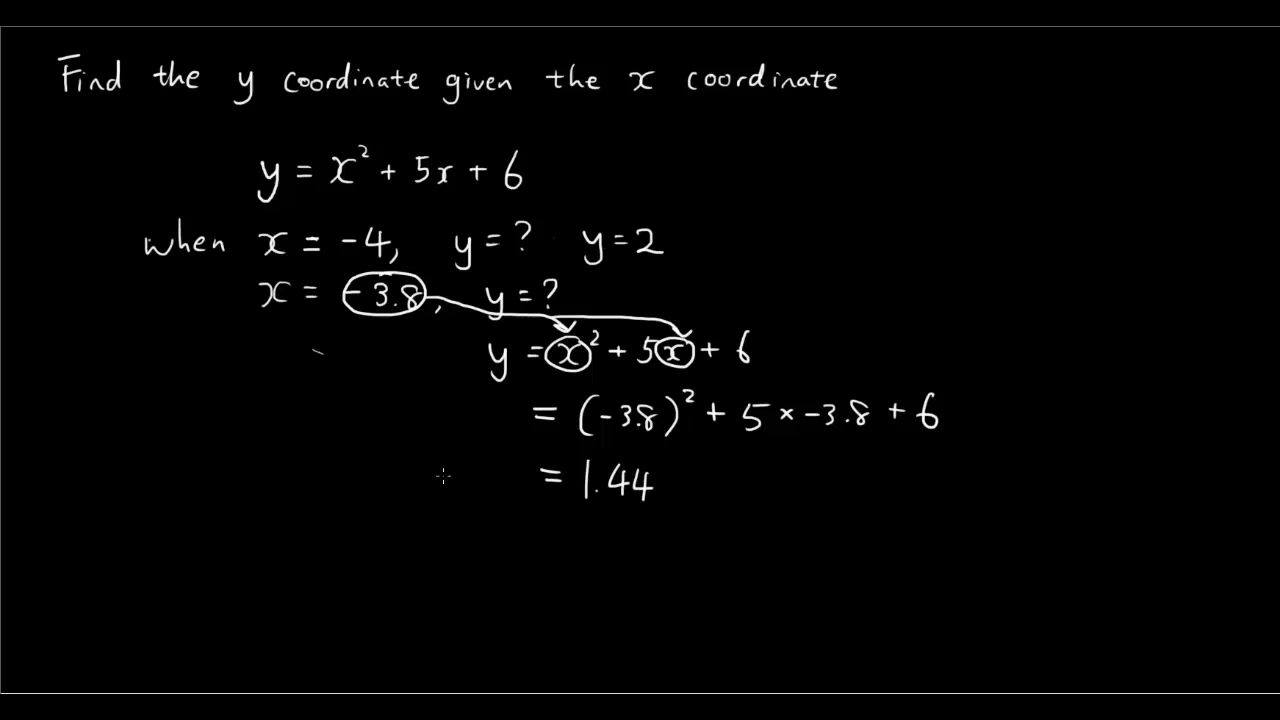 Find the y coordinate given the x coordinate
y = x² + 5x + 6
when x = -4, y = ? y = 2
x = -3.8, y = ?
y = x² + 5x + 6
= (-3.8)² + 5 × -3.8 + 6
= 1.44